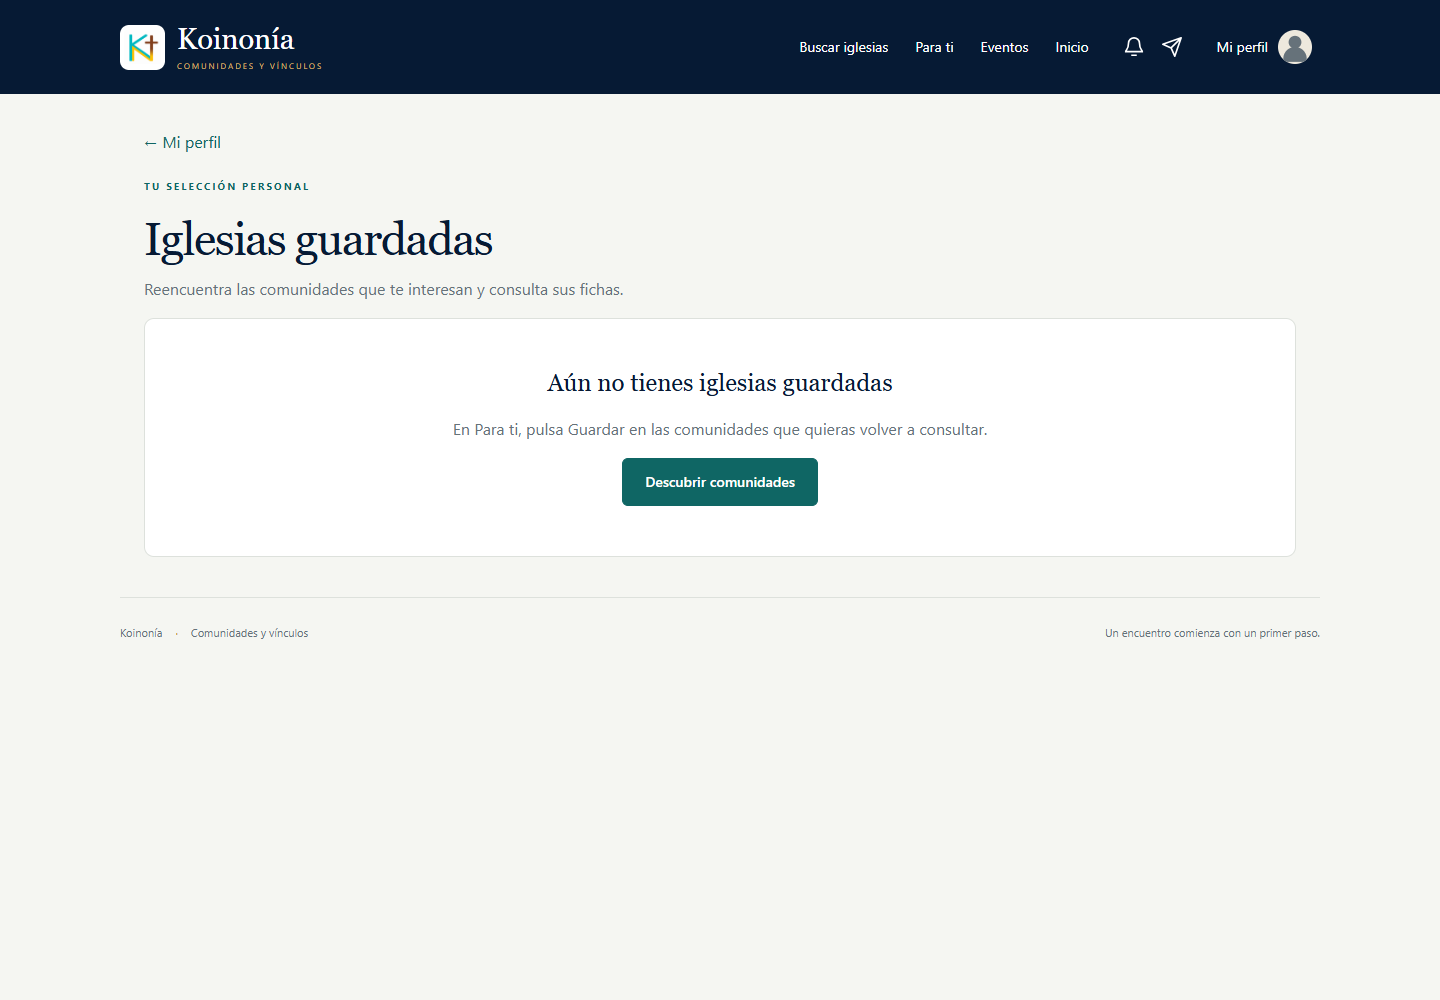 Koinonía
COMUNIDADES Y VÍNCULOS
Buscar iglesias
Para ti
Eventos
Inicio
Mi perfil
← Mi perfil
TU SELECCIÓN PERSONAL
Iglesias guardadas
Reencuentra las comunidades que te interesan y consulta sus fichas.
Aún no tienes iglesias guardadas
En Para ti, pulsa Guardar en las comunidades que quieras volver a consultar.
Descubrir comunidades
Koinonía · Comunidades y vínculos
Un encuentro comienza con un primer paso.